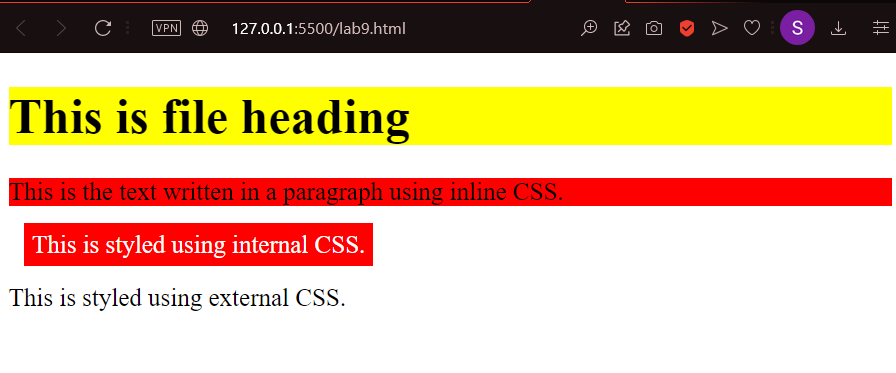 VPN 127.0.0.1:5500/lab9.html S
This is file heading
This is the text written in a paragraph using inline CSS.
This is styled using internal CSS.
This is styled using external CSS.